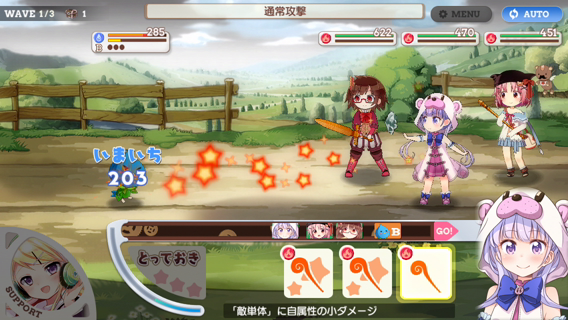 WAVE 1/3 1
通常攻撃
MENU
AUTO
285
B
622
470
451
いまいち
203
B
GO!
とっておき
SUPPORT
「敵単体」に自属性の小ダメージ